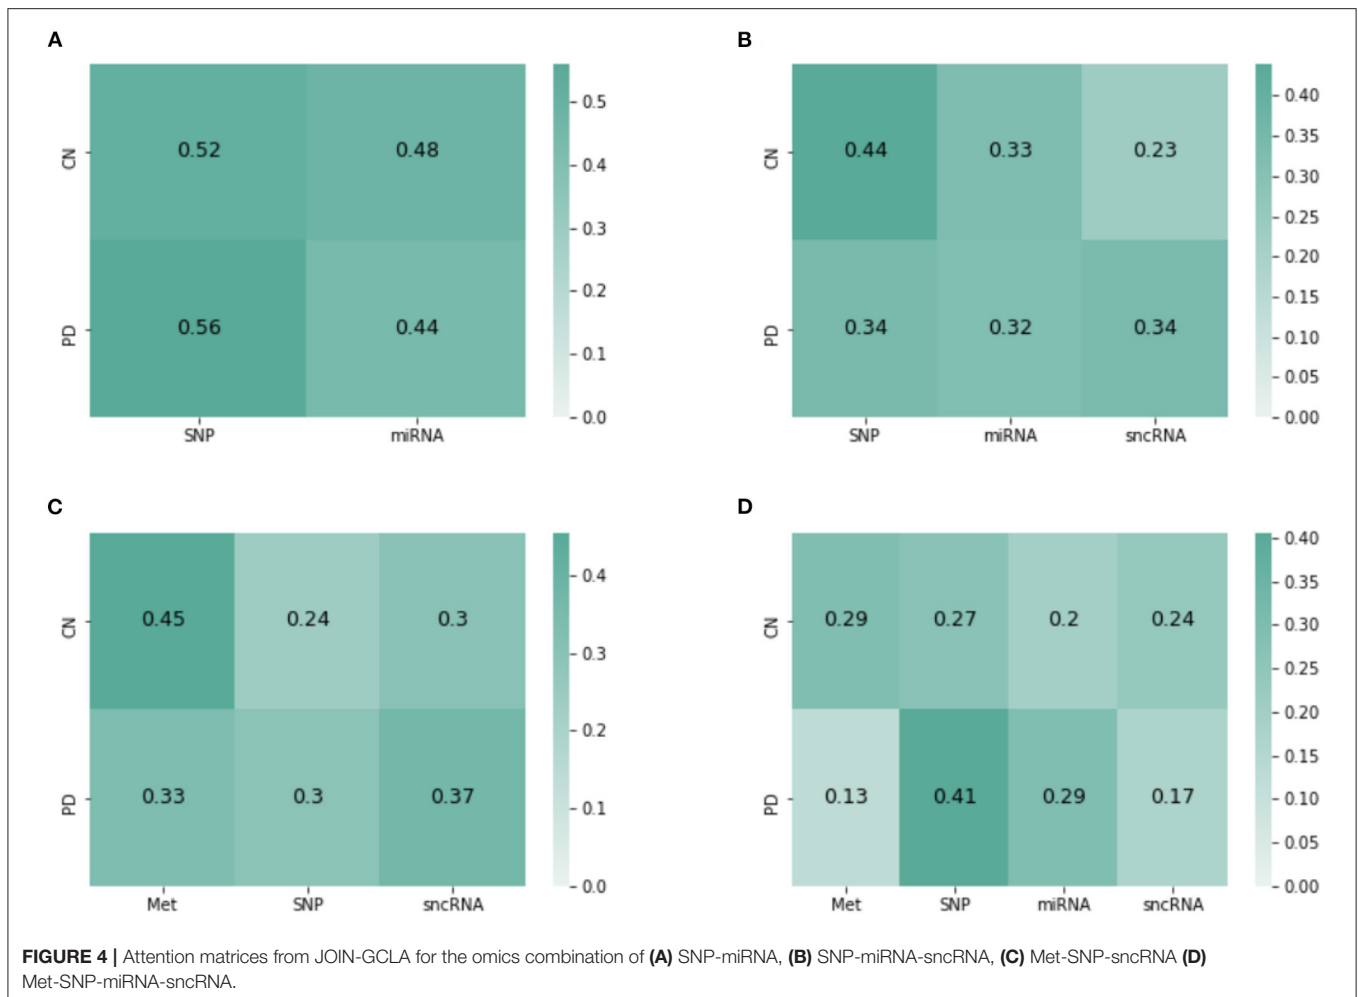 A
0.52
0.48
0.56
0.44
CN
PD
SNP
miRNA
0.5
0.4
0.3
0.2
0.1
0.0
B
0.44
0.33
0.23
0.34
0.32
0.34
CN
PD
SNP
miRNA
sncRNA
0.40
0.35
0.30
0.25
0.20
0.15
0.10
0.05
0.00
C
0.45
0.24
0.3
0.33
0.3
0.37
CN
PD
Met
SNP
sncRNA
0.4
0.3
0.2
0.1
0.0
D
0.29
0.27
0.2
0.24
0.13
0.41
0.29
0.17
CN
PD
Met
SNP
miRNA
sncRNA
0.40
0.35
0.30
0.25
0.20
0.15
0.10
0.05
0.00
FIGURE 4 | Attention matrices from JOIN-GCLA for the omics combination of (A) SNP-miRNA, (B) SNP-miRNA-sncRNA, (C) Met-SNP-sncRNA (D)
Met-SNP-miRNA-sncRNA.